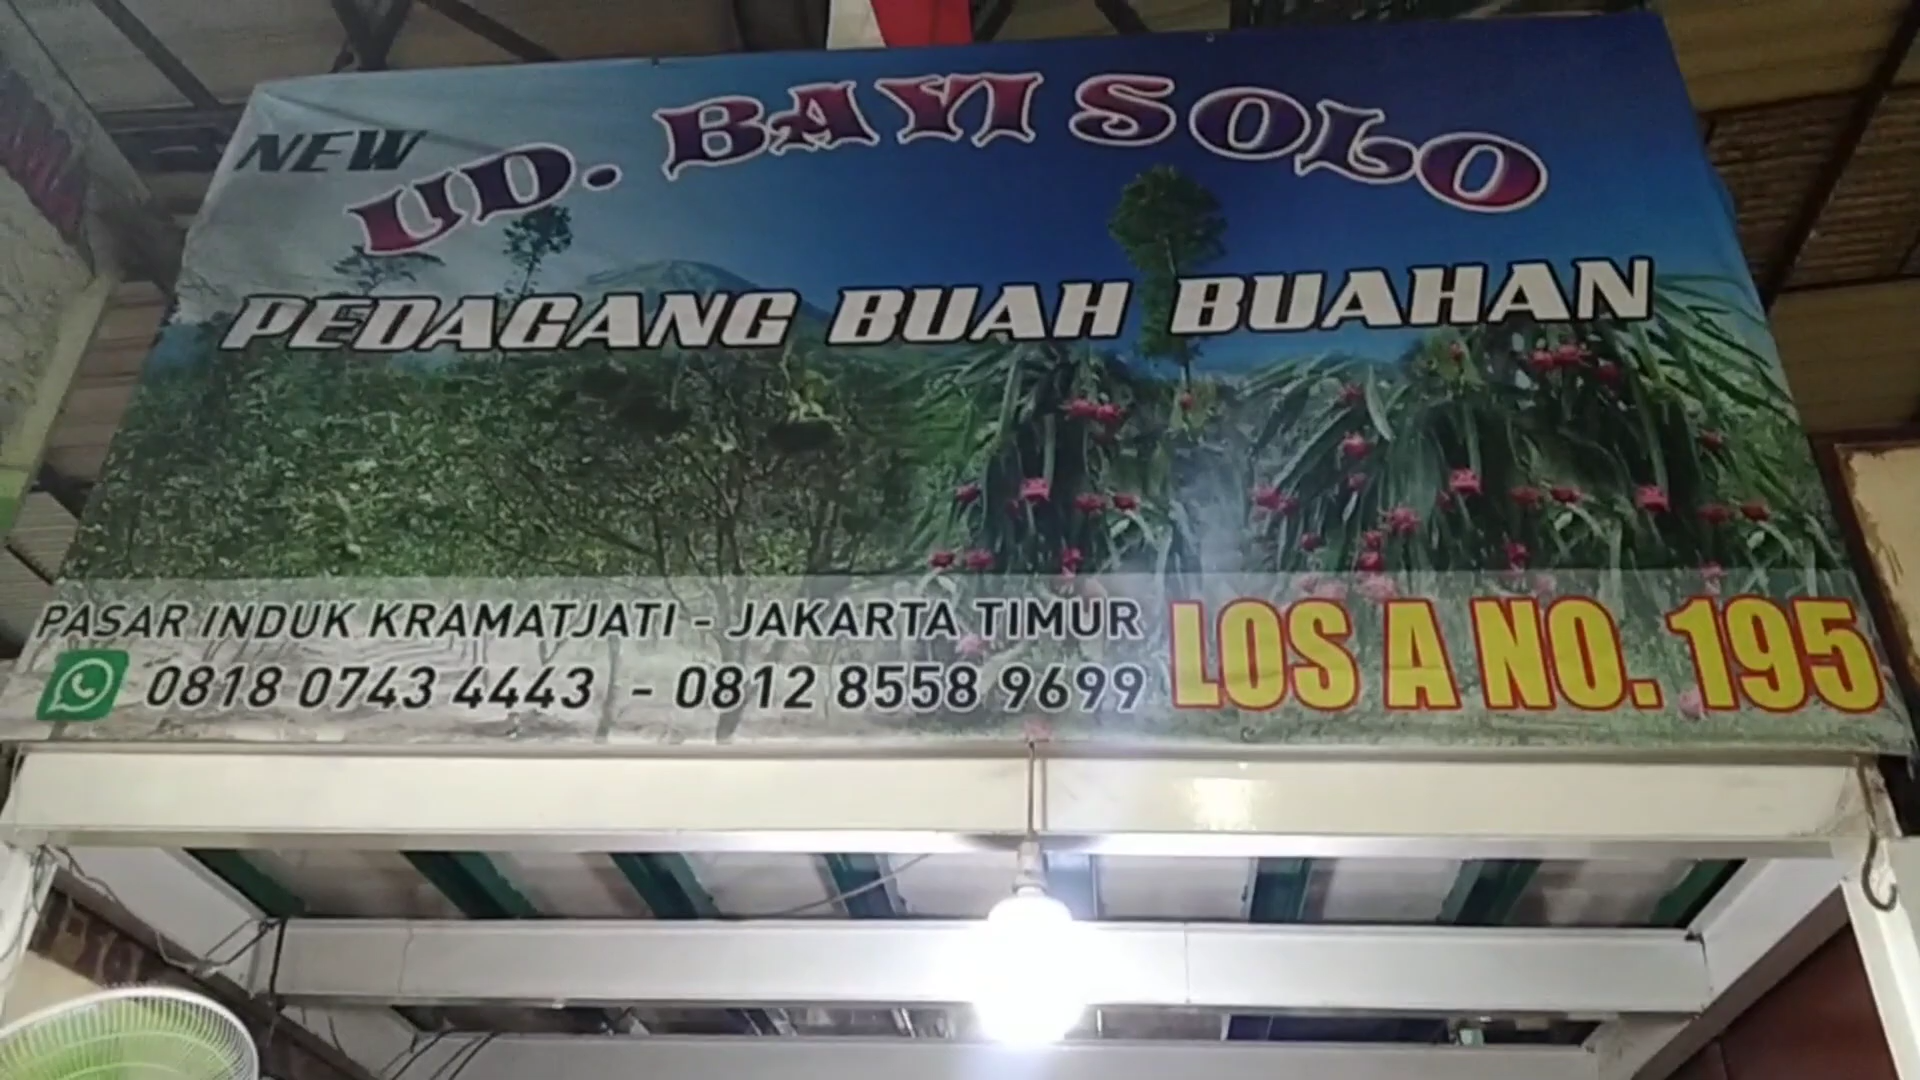 NEW
UD. BAYI SOLO
PEDAGANG BUAH BUAHAN
PASAR INDUK KRAMATJATI - JAKARTA TIMUR
0818 0743 4443 - 0812 8558 9699
LOS A NO. 195